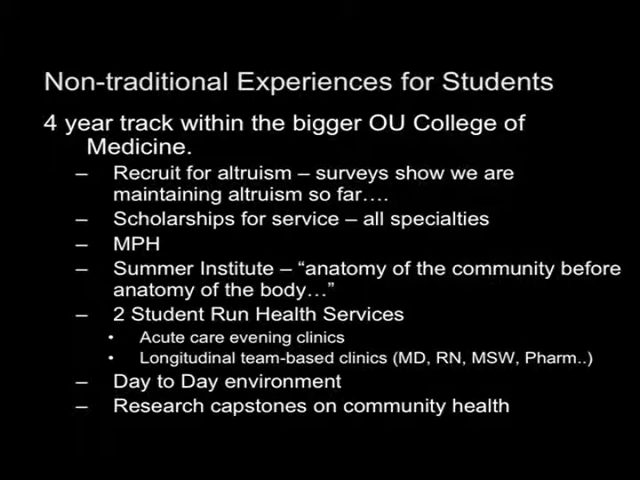 Non-traditional Experiences for Students
4 year track within the bigger OU College of
Medicine.
– Recruit for altruism – surveys show we are
maintaining altruism so far….
– Scholarships for service – all specialties
– MPH
– Summer Institute – “anatomy of the community before
anatomy of the body…”
– 2 Student Run Health Services
• Acute care evening clinics
• Longitudinal team-based clinics (MD, RN, MSW, Pharm..)
– Day to Day environment
– Research capstones on community health